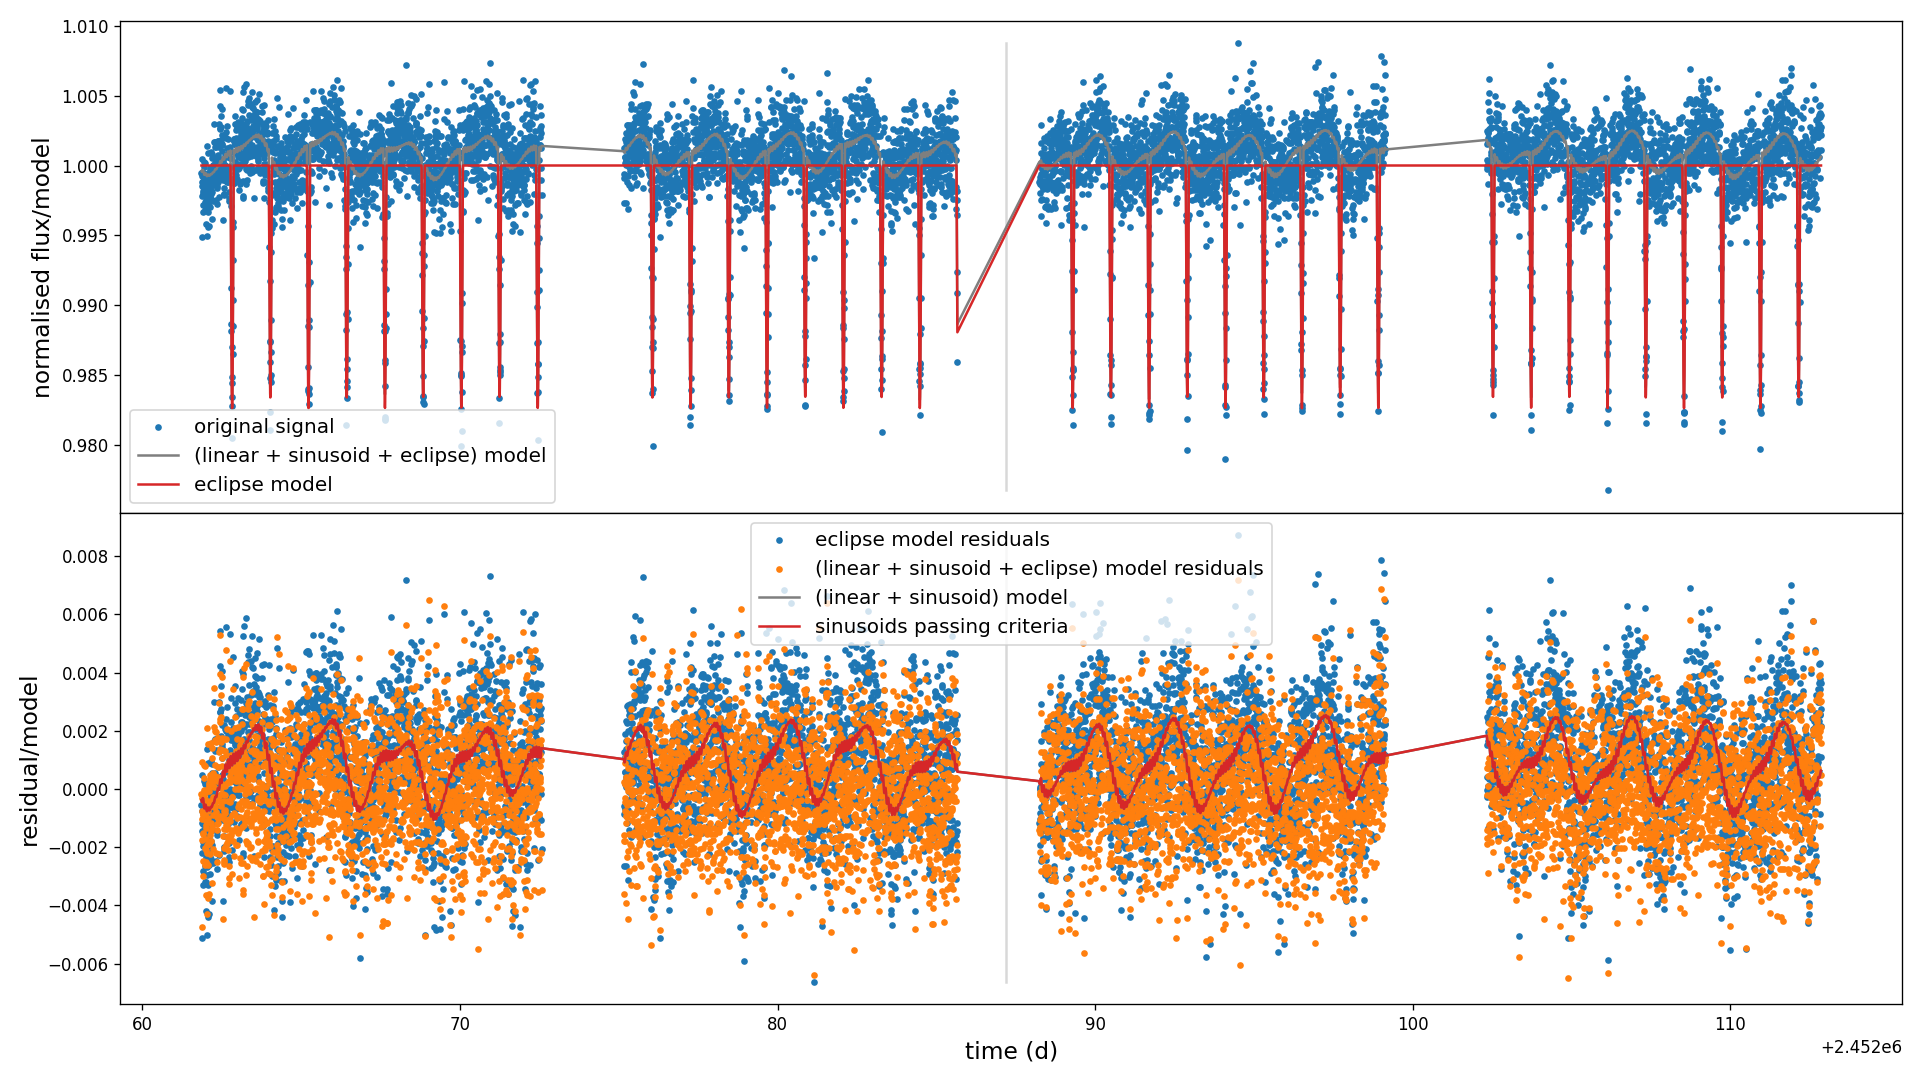 1.010
1.005
1.000
0.995
0.990
0.985
0.980
normalised flux/model
original signal
(linear + sinusoid + eclipse) model
eclipse model
0.008
0.006
0.004
0.002
0.000
−0.002
−0.004
−0.006
residual/model
eclipse model residuals
(linear + sinusoid + eclipse) model residuals
(linear + sinusoid) model
sinusoids passing criteria
60 70 80 90 100 110
+2.452e6
time (d)